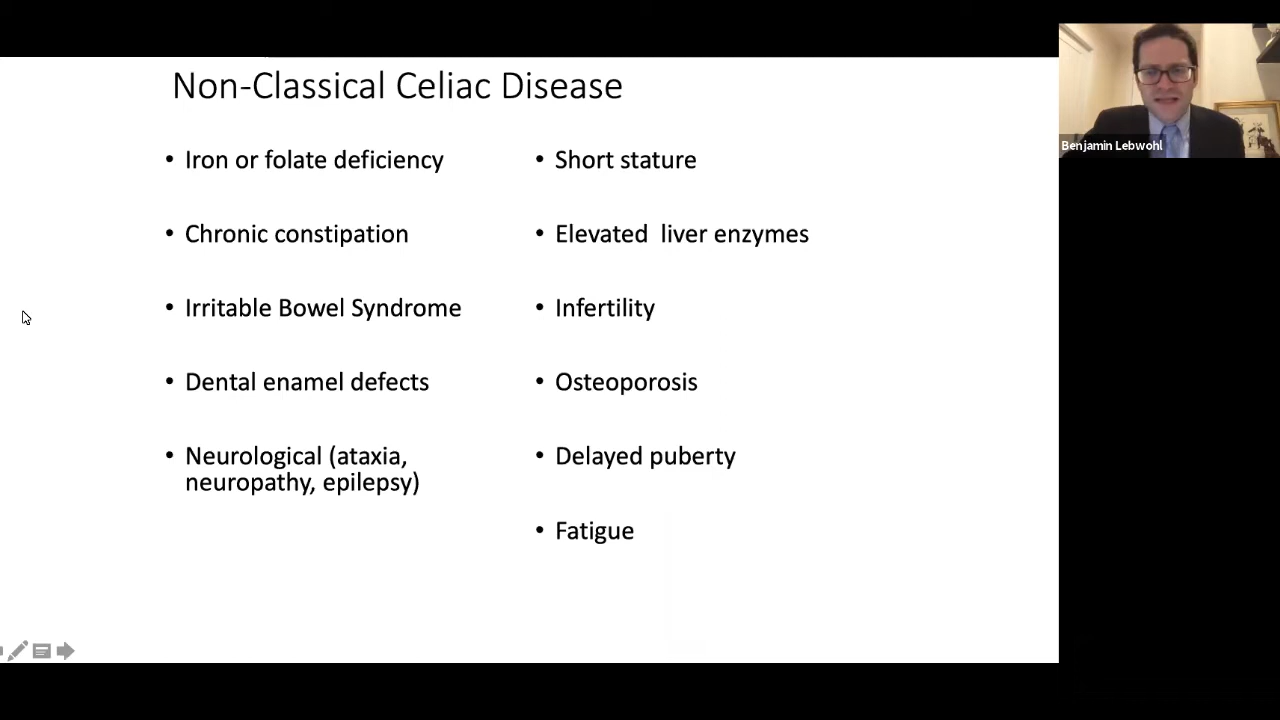 Non-Classical Celiac Disease
• Iron or folate deficiency
• Chronic constipation
• Irritable Bowel Syndrome
• Dental enamel defects
• Neurological (ataxia,
neuropathy, epilepsy)
• Short stature
• Elevated  liver enzymes
• Infertility
• Osteoporosis
• Delayed puberty
• Fatigue
Benjamin Lebwohl